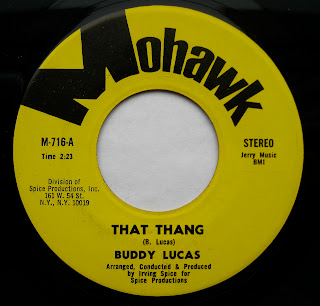 Mohawk
M-716-A
Time 2:23
STEREO
Jerry Music
BMI
Division of
Spice Productions, Inc.
161 W. 54 St.
N.Y., N.Y. 10019
THAT THANG
(B. Lucas)
BUDDY LUCAS
Arranged, Conducted & Produced
by Irving Spice for
Spice Productions